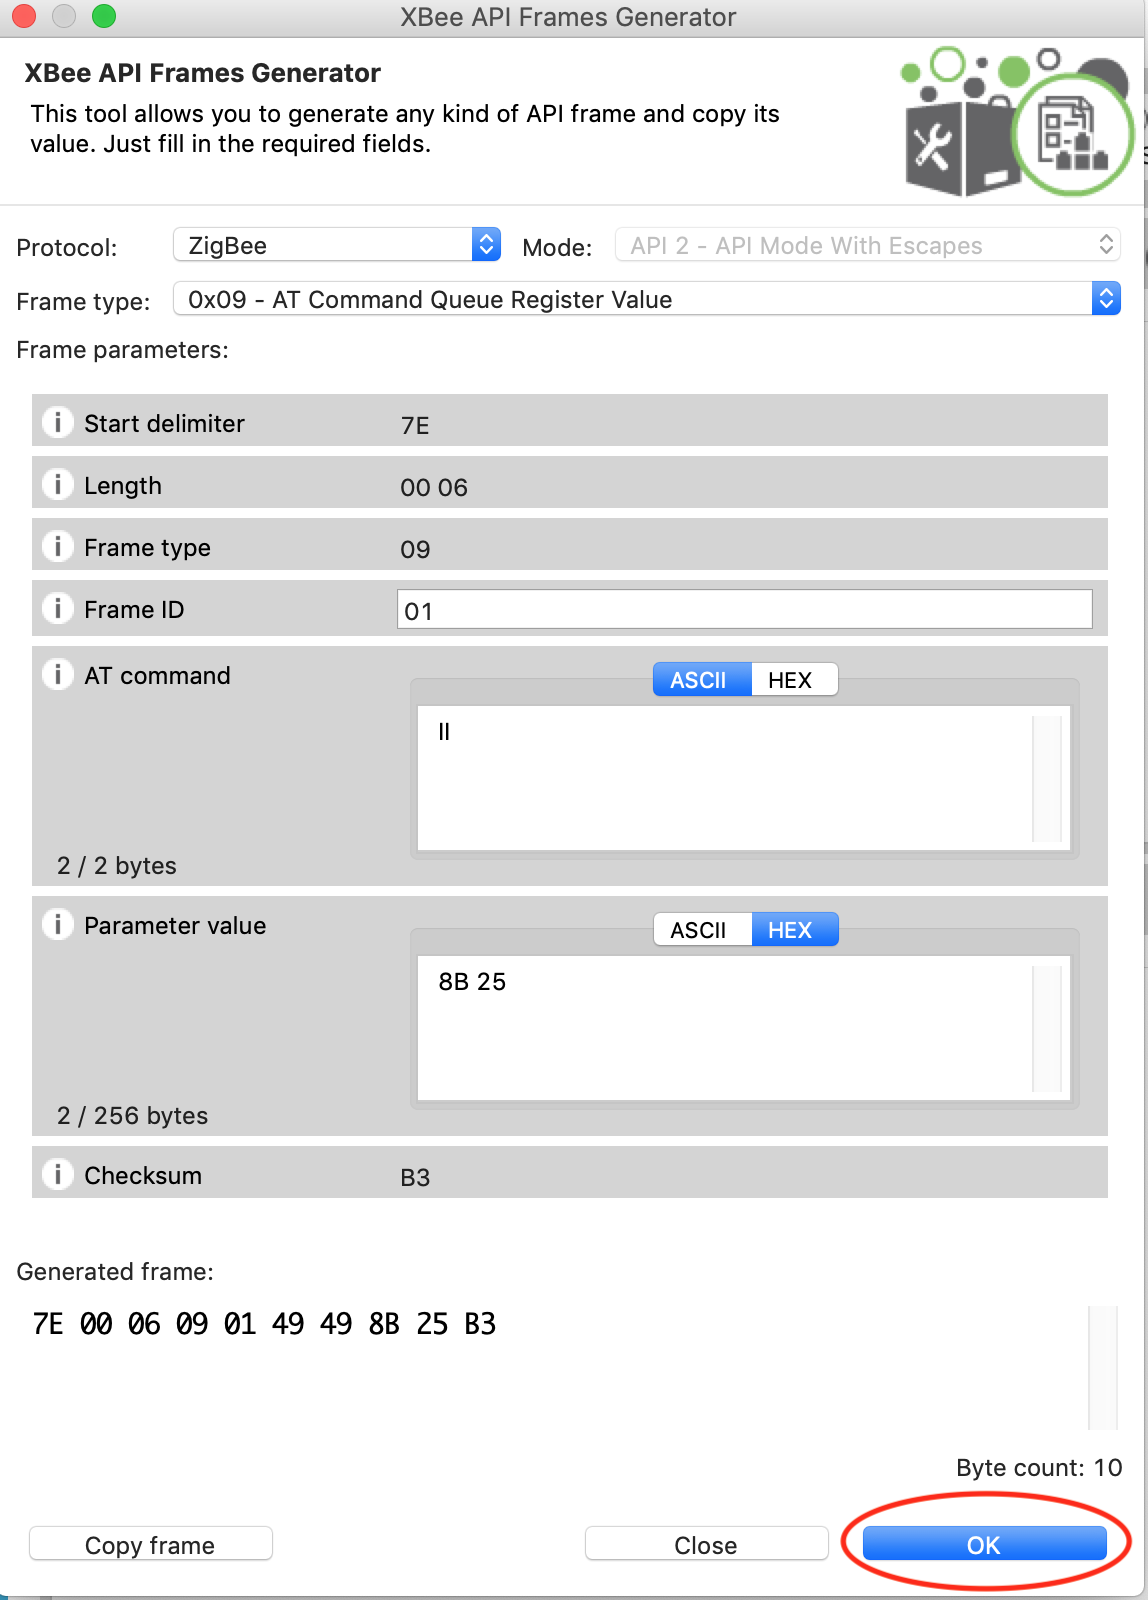 XBee API Frames Generator
XBee API Frames Generator
This tool allows you to generate any kind of API frame and copy its
value. Just fill in the required fields.
Protocol: ZigBee Mode: API 2 - API Mode With Escapes
Frame type: 0x09 - AT Command Queue Register Value
Frame parameters:
i Start delimiter 7E
i Length 00 06
i Frame type 09
i Frame ID 01
i AT command ASCII HEX
II
2 / 2 bytes
i Parameter value ASCII HEX
8B 25
2 / 256 bytes
i Checksum B3
Generated frame:
7E 00 06 09 01 49 49 8B 25 B3
Byte count: 10
Copy frame Close OK